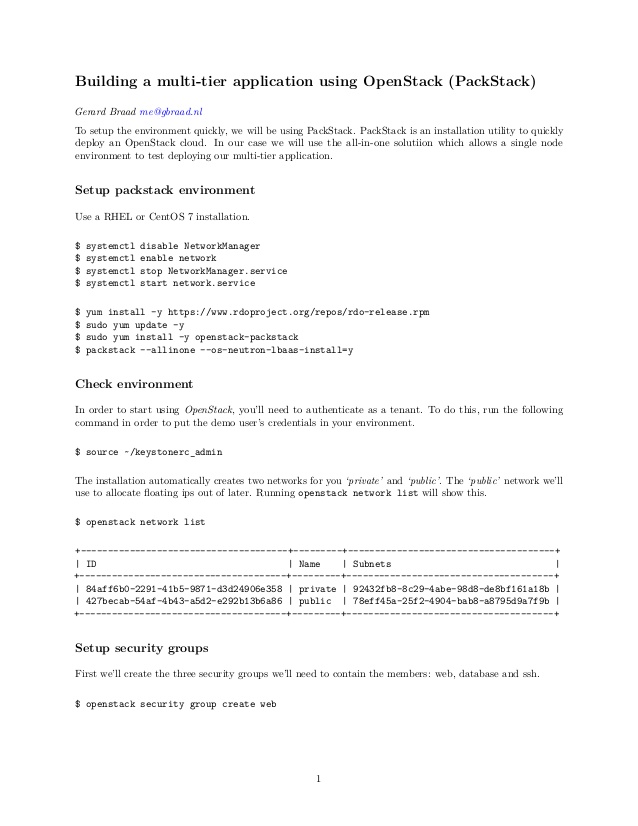 Building a multi-tier application using OpenStack (PackStack)
Gerard Braad me@gbraad.nl
To setup the environment quickly, we will be using PackStack. PackStack is an installation utility to quickly
deploy an OpenStack cloud. In our case we will use the all-in-one solutiion which allows a single node
environment to test deploying our multi-tier application.
Setup packstack environment
Use a RHEL or CentOS 7 installation.
$ systemctl disable NetworkManager
$ systemctl enable network
$ systemctl stop NetworkManager.service
$ systemctl start network.service
$ yum install -y https://www.rdoproject.org/repos/rdo-release.rpm
$ sudo yum update -y
$ sudo yum install -y openstack-packstack
$ packstack --allinone --os-neutron-lbaas-install=y
Check environment
In order to start using OpenStack, you'll need to authenticate as a tenant. To do this, run the following
command in order to put the demo user's credentials in your environment.
$ source ~/keystonerc_admin
The installation automatically creates two networks for you 'private' and 'public'. The 'public' network we'll
use to allocate floating ips out of later. Running openstack network list will show this.
$ openstack network list
+--------------------------------------+---------+--------------------------------------+
| ID                                   | Name    | Subnets                              |
+--------------------------------------+---------+--------------------------------------+
| 84aff6b0-2291-41b5-9871-d3d24906e358 | private | 92432fb8-8c29-4abe-98d8-de8bf161a18b |
| 427becab-54af-4b43-a5d2-e292b13b6a86 | public  | 78eff45a-25f2-4904-bab8-a8795d9a7f9b |
+--------------------------------------+---------+--------------------------------------+
Setup security groups
First we'll create the three security groups we'll need to contain the members: web, database and ssh.
$ openstack security group create web
1